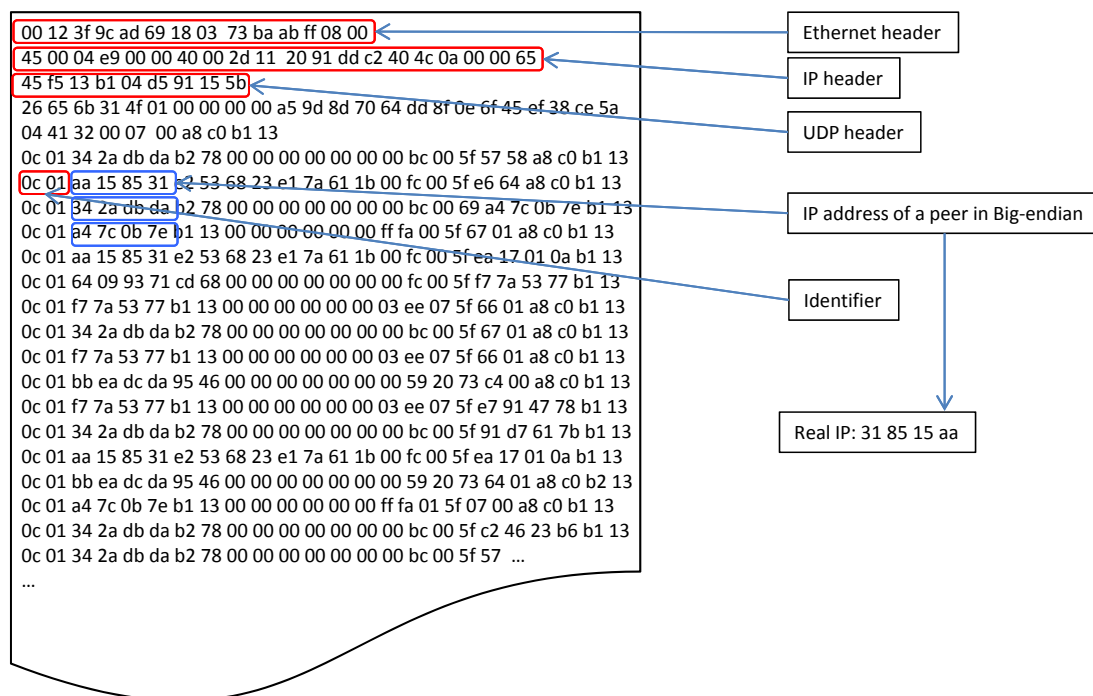 00 12 3f 9c ad 69 18 03 73 ba ab ff 08 00
45 00 04 e9 00 00 40 00 2d 11 20 91 dd c2 40 4c 0a 00 00 65
45 f5 13 b1 04 d5 91 15 5b
26 65 6b 31 4f 01 00 00 00 00 a5 9d 8d 70 64 dd 8f 0e 6f 45 ef 38 ce 5a
04 41 32 00 07 00 a8 c0 b1 13
0c 01 34 2a db da b2 78 00 00 00 00 00 00 00 bc 00 5f 57 58 a8 c0 b1 13
0c 01 aa 15 85 31 e2 53 68 23 e1 7a 61 1b 00 fc 00 5f e6 64 a8 c0 b1 13
0c 01 34 2a db da b2 78 00 00 00 00 00 00 00 bc 00 69 a4 7c 0b 7e b1 13
0c 01 a4 7c 0b 7e b1 13 00 00 00 00 00 00 ff fa 00 5f 67 01 a8 c0 b1 13
0c 01 aa 15 85 31 e2 53 68 23 e1 7a 61 1b 00 fc 00 5f ea 17 01 0a b1 13
0c 01 64 09 93 71 cd 68 00 00 00 00 00 00 00 fc 00 5f f7 7a 53 77 b1 13
0c 01 f7 7a 53 77 b1 13 00 00 00 00 00 00 03 ee 07 5f 66 01 a8 c0 b1 13
0c 01 34 2a db da b2 78 00 00 00 00 00 00 00 bc 00 5f 67 01 a8 c0 b1 13
0c 01 f7 7a 53 77 b1 13 00 00 00 00 00 00 03 ee 07 5f 66 01 a8 c0 b1 13
0c 01 bb ea dc da 95 46 00 00 00 00 00 00 00 59 20 73 c4 00 a8 c0 b1 13
0c 01 f7 7a 53 77 b1 13 00 00 00 00 00 00 03 ee 07 5f e7 91 47 78 b1 13
0c 01 34 2a db da b2 78 00 00 00 00 00 00 00 bc 00 5f 91 d7 61 7b b1 13
0c 01 aa 15 85 31 e2 53 68 23 e1 7a 61 1b 00 fc 00 5f ea 17 01 0a b1 13
0c 01 bb ea dc da 95 46 00 00 00 00 00 00 00 59 20 73 64 01 a8 c0 b2 13
0c 01 a4 7c 0b 7e b1 13 00 00 00 00 00 00 ff fa 01 5f 07 00 a8 c0 b1 13
0c 01 34 2a db da b2 78 00 00 00 00 00 00 00 bc 00 5f c2 46 23 b6 b1 13
0c 01 34 2a db da b2 78 00 00 00 00 00 00 00 bc 00 5f 57 ...
...
Ethernet header
IP header
UDP header
IP address of a peer in Big-endian
Identifier
Real IP: 31 85 15 aa